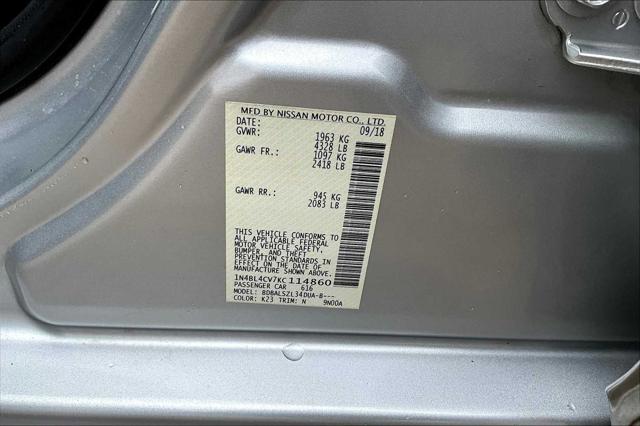 MFD BY NISSAN MOTOR CO., LTD.
DATE: 09/18
GVWR: 1963 KG
4328 LB
GAWR FR.: 1097 KG
2418 LB
GAWR RR.: 945 KG
2083 LB
THIS VEHICLE CONFORMS TO
ALL APPLICABLE FEDERAL
MOTOR VEHICLE SAFETY,
BUMPER, AND THEFT
PREVENTION STANDARDS IN
EFFECT ON THE DATE OF
MANUFACTURE SHOWN ABOVE.
1N4BL4CV7KC 114860
PASSENGER CAR 616
MODEL: BDBALSZL34DUA-B---
COLOR: K23 TRIM: N 9N00A